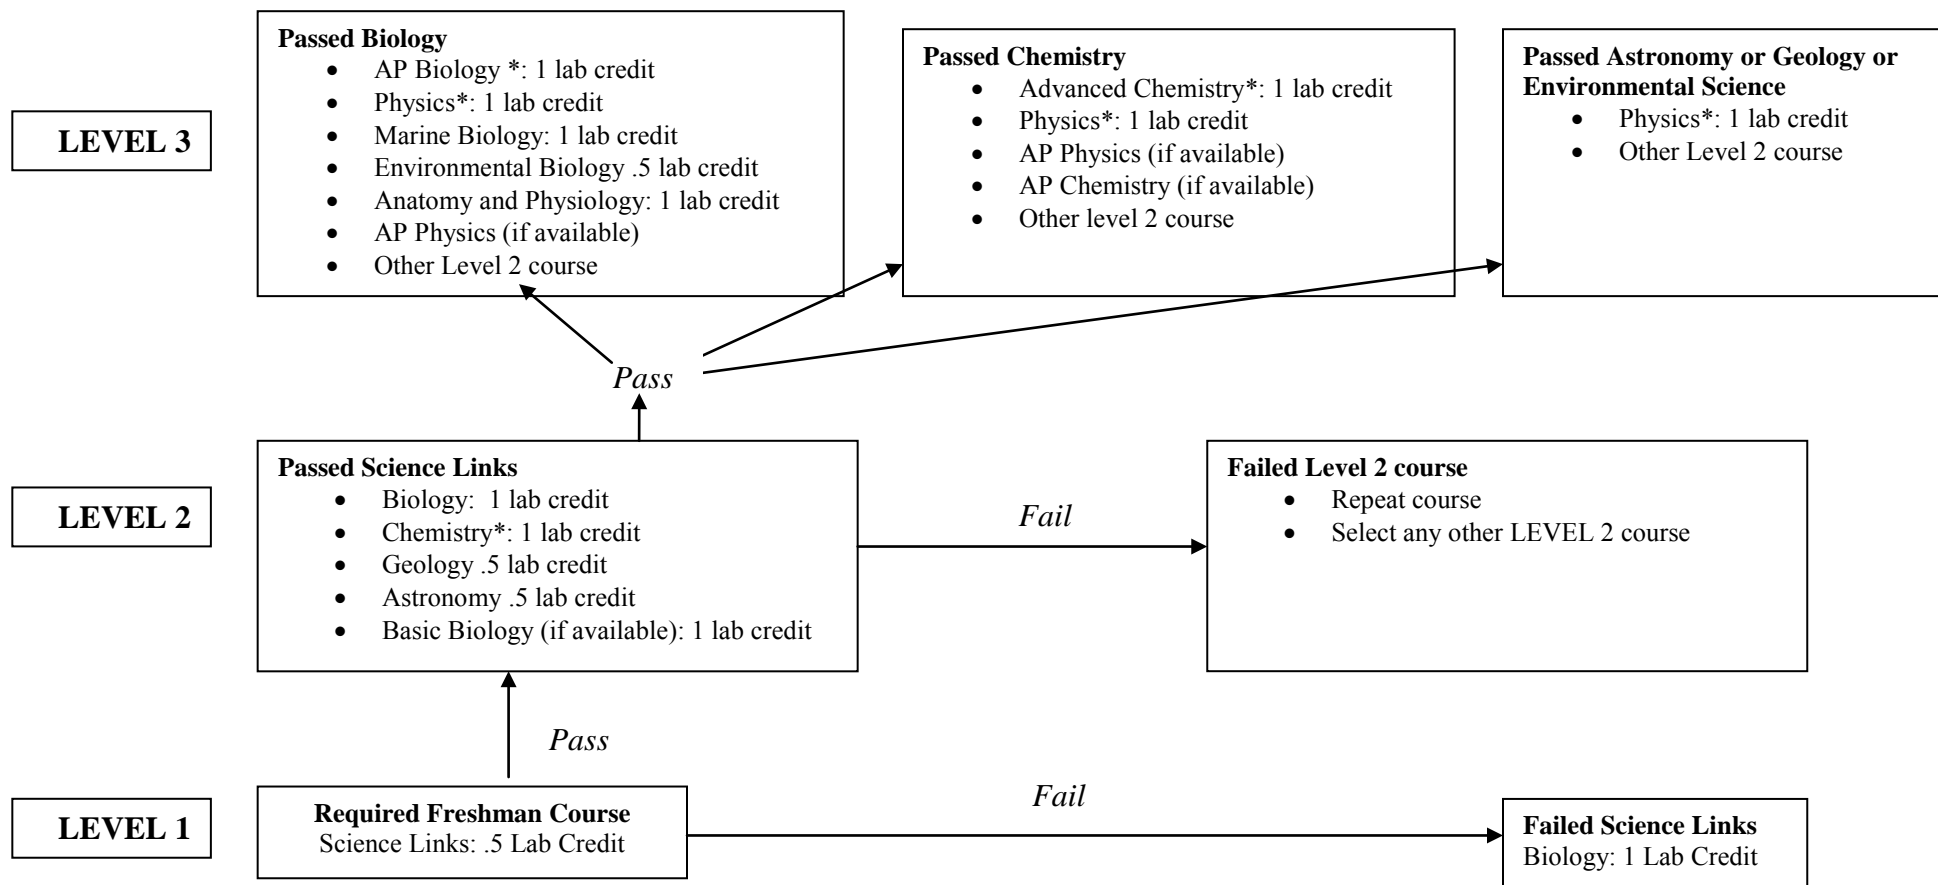 LEVEL 3
Passed Biology
• AP Biology *: 1 lab credit
• Physics*: 1 lab credit
• Marine Biology: 1 lab credit
• Environmental Biology .5 lab credit
• Anatomy and Physiology: 1 lab credit
• AP Physics (if available)
• Other Level 2 course
Passed Chemistry
• Advanced Chemistry*: 1 lab credit
• Physics*: 1 lab credit
• AP Physics (if available)
• AP Chemistry (if available)
• Other level 2 course
Passed Astronomy or Geology or
Environmental Science
• Physics*: 1 lab credit
• Other Level 2 course
Pass
LEVEL 2
Passed Science Links
• Biology:  1 lab credit
• Chemistry*: 1 lab credit
• Geology .5 lab credit
• Astronomy .5 lab credit
• Basic Biology (if available): 1 lab credit
Fail
Failed Level 2 course
• Repeat course
• Select any other LEVEL 2 course
Pass
LEVEL 1
Required Freshman Course
Science Links: .5 Lab Credit
Fail
Failed Science Links
Biology: 1 Lab Credit